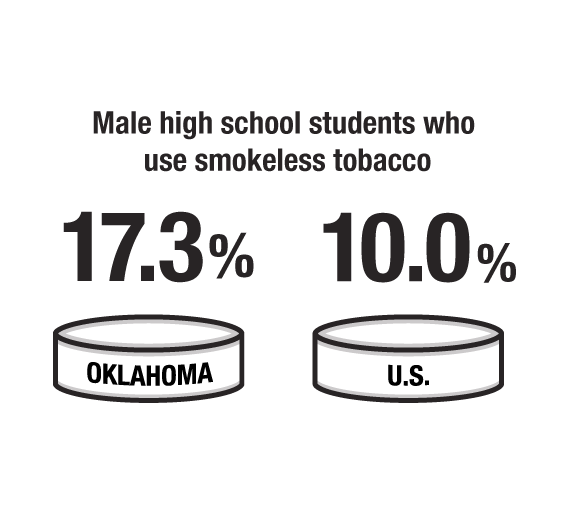 Male high school students who
use smokeless tobacco
17.3% 10.0%
OKLAHOMA U.S.